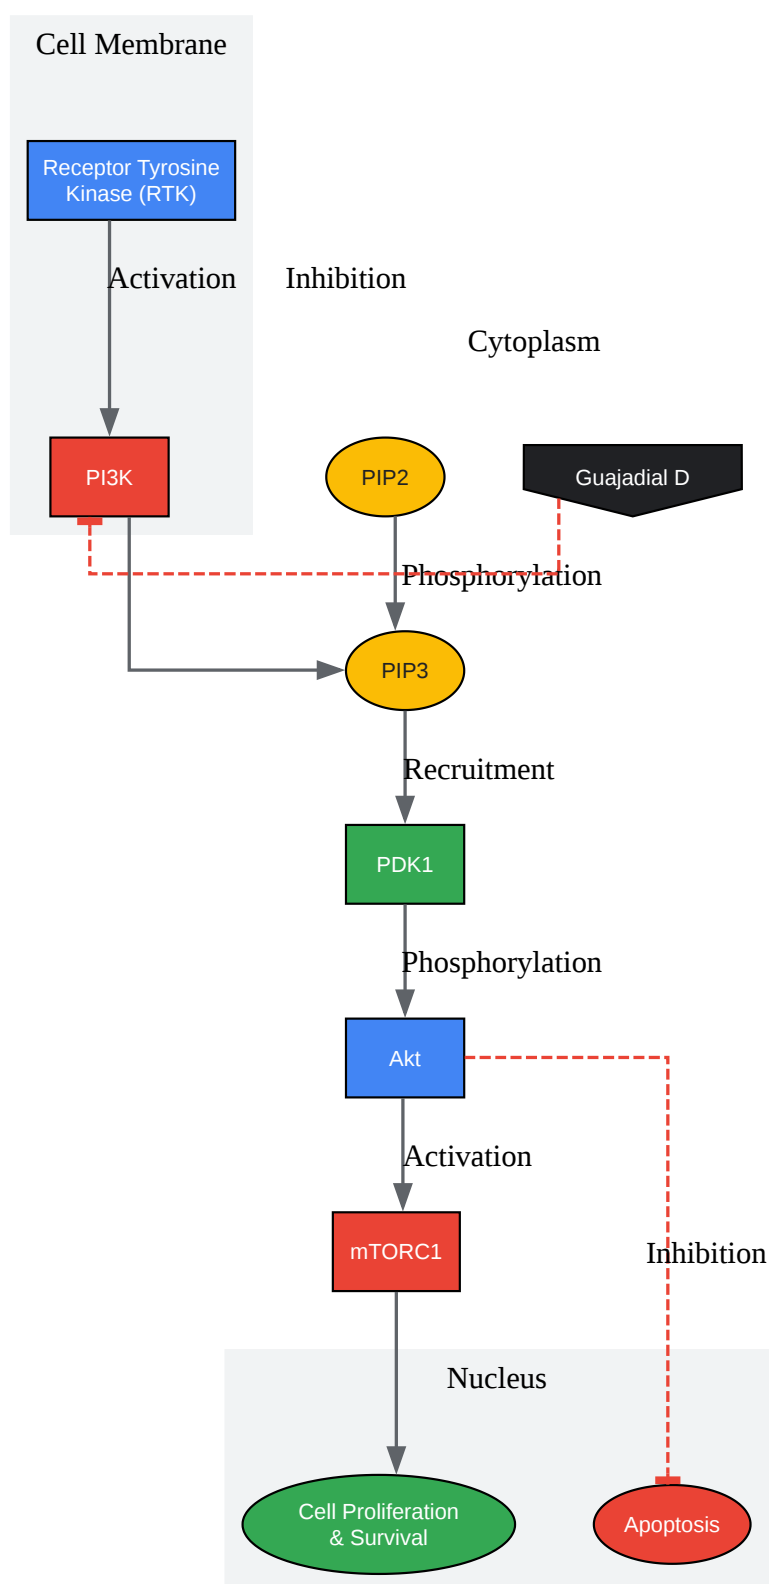 Cell Membrane
Receptor Tyrosine
Kinase (RTK)
Activation
Inhibition
Cytoplasm
PI3K
PIP2
Guajadial D
Phosphorylation
PIP3
Recruitment
PDK1
Phosphorylation
Akt
Activation
mTORC1
Inhibition
Nucleus
Cell Proliferation
& Survival
Apoptosis